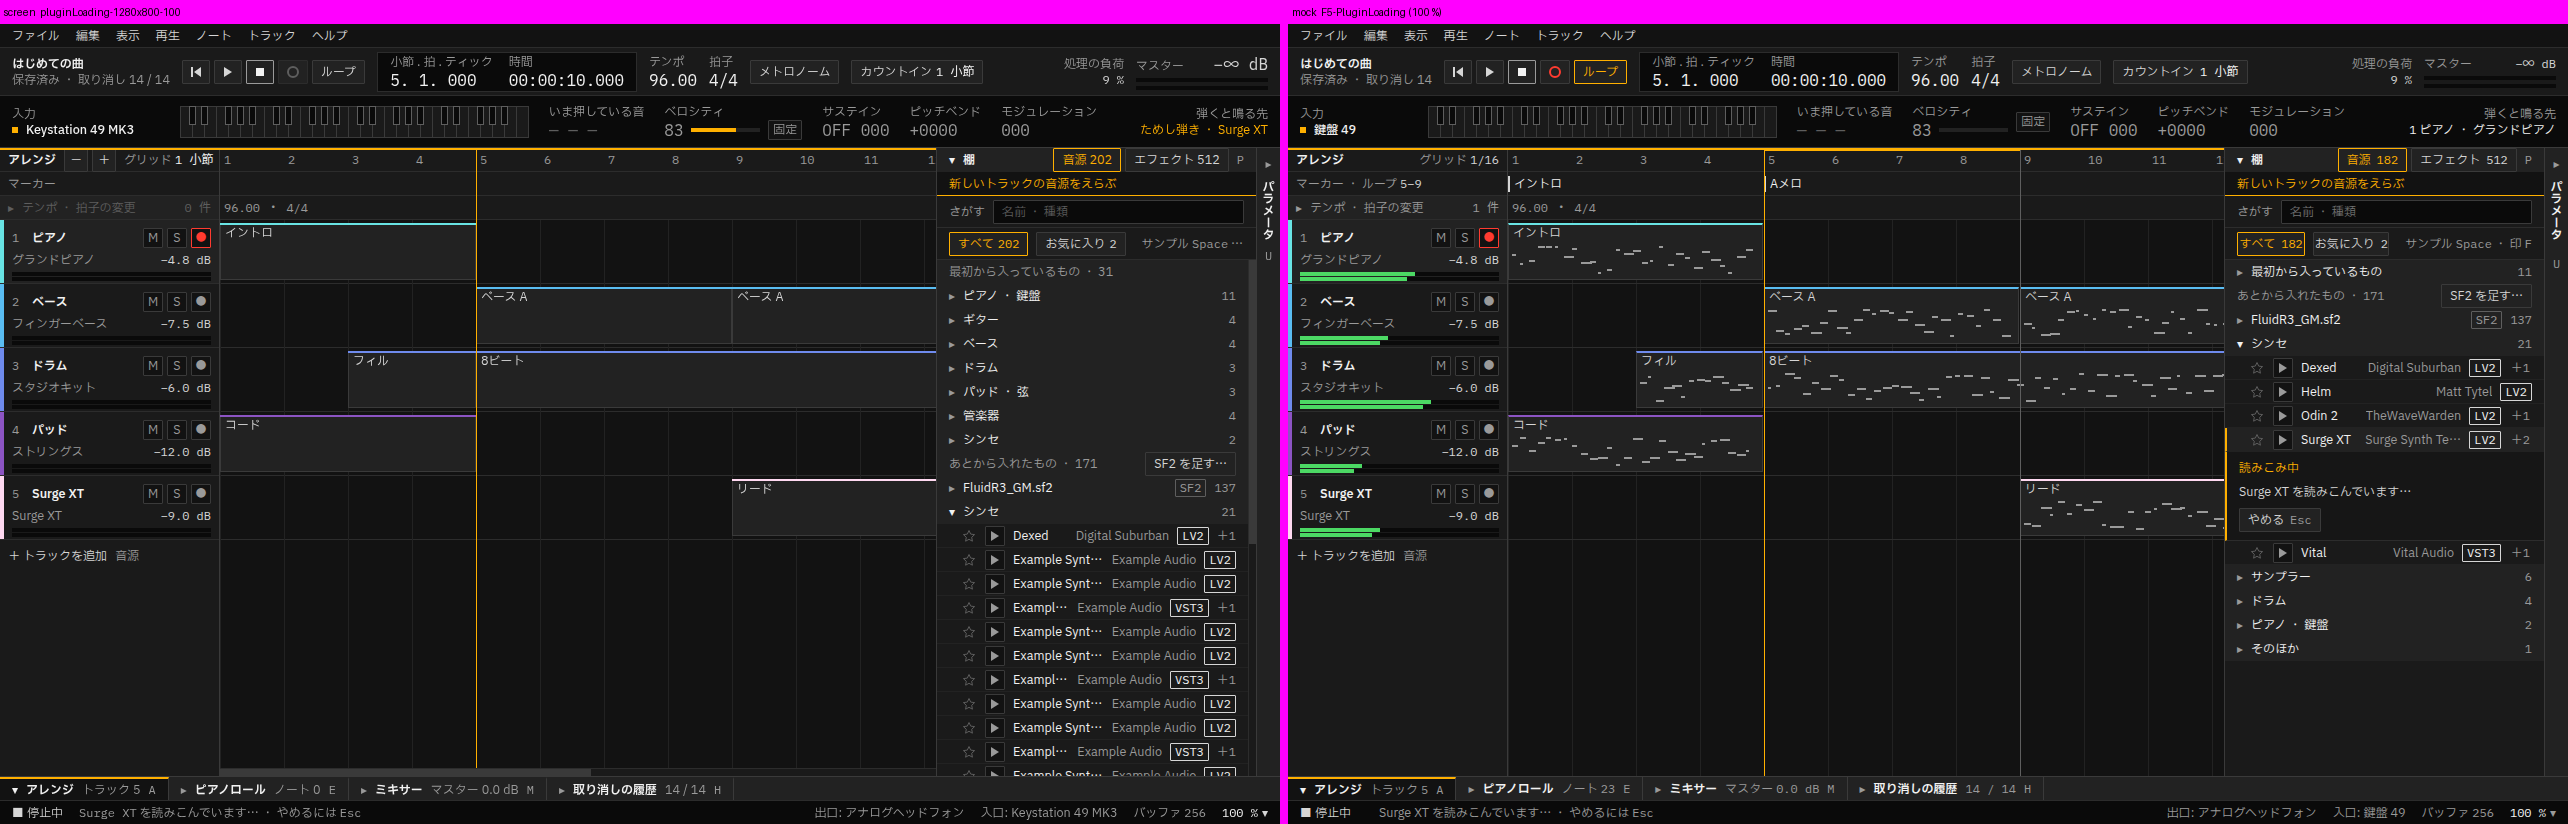 screen pluginLoading-1280x800-100
ファイル 編集 表示 再生 ノート トラック ヘルプ
はじめての曲
保存済み ・ 取り消し 14 / 14
ループ
小節 . 拍 . ティック 時間
5. 1. 000 00:00:10.000
テンポ 拍子
96.00 4/4
メトロノーム
カウントイン 1 小節
処理の負荷 マスター −∞ dB
9 %
入力
Keystation 49 MK3
いま押している音 ベロシティ サステイン ピッチベンド モジュレーション
— — — 83 固定 OFF 000 +0000 000
弾くと鳴る先
ためし弾き ・ Surge XT
アレンジ − + グリッド 1 小節
1 2 3 4 5 6 7 8 9 10 11 1
マーカー
▸ テンポ ・ 拍子の変更 0 件
96.00 ・ 4/4
1 ピアノ M S
グランドピアノ −4.8 dB
イントロ
2 ベース M S
フィンガーベース −7.5 dB
ベース A ベース A
3 ドラム M S
スタジオキット −6.0 dB
フィル 8ビート
4 パッド M S
ストリングス −12.0 dB
コード
5 Surge XT M S
Surge XT −9.0 dB
リード
+ トラックを追加 音源
▾ 棚 音源 202 エフェクト 512 P
新しいトラックの音源をえらぶ
さがす 名前 ・ 種類
すべて 202 お気に入り 2 サンプル Space …
最初から入っているもの ・ 31
▸ ピアノ ・ 鍵盤 11
▸ ギター 4
▸ ベース 4
▸ ドラム 3
▸ パッド ・ 弦 3
▸ 管楽器 4
▸ シンセ 2
あとから入れたもの ・ 171 SF2 を足す…
▸ FluidR3_GM.sf2 SF2 137
▾ シンセ 21
Dexed Digital Suburban LV2 +1
Example Synt… Example Audio LV2
Example Synt… Example Audio LV2
Exampl… Example Audio VST3 +1
Example Synt… Example Audio LV2
Example Synt… Example Audio LV2
Exampl… Example Audio VST3 +1
Example Synt… Example Audio LV2
Example Synt… Example Audio LV2
Exampl… Example Audio VST3 +1
Example Synt… Example Audio LV2
▸ パラメータ U
▾ アレンジ トラック 5 A ▸ ピアノロール ノート 0 E ▸ ミキサー マスター 0.0 dB M ▸ 取り消しの履歴 14 / 14 H
■ 停止中 Surge XT を読みこんでいます… ・ やめるには Esc
出口: アナログヘッドフォン 入口: Keystation 49 MK3 バッファ 256 100 % ▾
mock F5-PluginLoading (100 %)
ファイル 編集 表示 再生 ノート トラック ヘルプ
はじめての曲
保存済み ・ 取り消し 14
ループ
小節 . 拍 . ティック 時間
5. 1. 000 00:00:10.000
テンポ 拍子
96.00 4/4
メトロノーム
カウントイン 1 小節
処理の負荷 マスター −∞ dB
9 %
入力
鍵盤 49
いま押している音 ベロシティ サステイン ピッチベンド モジュレーション
— — — 83 固定 OFF 000 +0000 000
弾くと鳴る先
1 ピアノ ・ グランドピアノ
アレンジ グリッド 1/16
1 2 3 4 5 6 7 8 9 10 11 1
マーカー ・ ループ 5–9
イントロ Aメロ
▸ テンポ ・ 拍子の変更 1 件
96.00 ・ 4/4
1 ピアノ M S
グランドピアノ −4.8 dB
イントロ
2 ベース M S
フィンガーベース −7.5 dB
ベース A ベース A
3 ドラム M S
スタジオキット −6.0 dB
フィル 8ビート
4 パッド M S
ストリングス −12.0 dB
コード
5 Surge XT M S
Surge XT −9.0 dB
リード
+ トラックを追加 音源
▾ 棚 音源 182 エフェクト 512 P
新しいトラックの音源をえらぶ
さがす 名前 ・ 種類
すべて 182 お気に入り 2 サンプル Space ・ 印 F
▸ 最初から入っているもの 11
あとから入れたもの ・ 171 SF2 を足す…
▸ FluidR3_GM.sf2 SF2 137
▾ シンセ 21
Dexed Digital Suburban LV2 +1
Helm Matt Tytel LV2
Odin 2 TheWaveWarden LV2 +1
Surge XT Surge Synth Te… LV2 +2
読みこみ中
Surge XT を読みこんでいます…
やめる Esc
Vital Vital Audio VST3 +1
▸ サンプラー 6
▸ ドラム 4
▸ ピアノ ・ 鍵盤 2
▸ そのほか 1
▸ パラメータ U
▾ アレンジ トラック 5 A ▸ ピアノロール ノート 23 E ▸ ミキサー マスター 0.0 dB M ▸ 取り消しの履歴 14 / 14 H
■ 停止中 Surge XT を読みこんでいます… ・ やめるには Esc
出口: アナログヘッドフォン 入口: 鍵盤 49 バッファ 256 100 % ▾